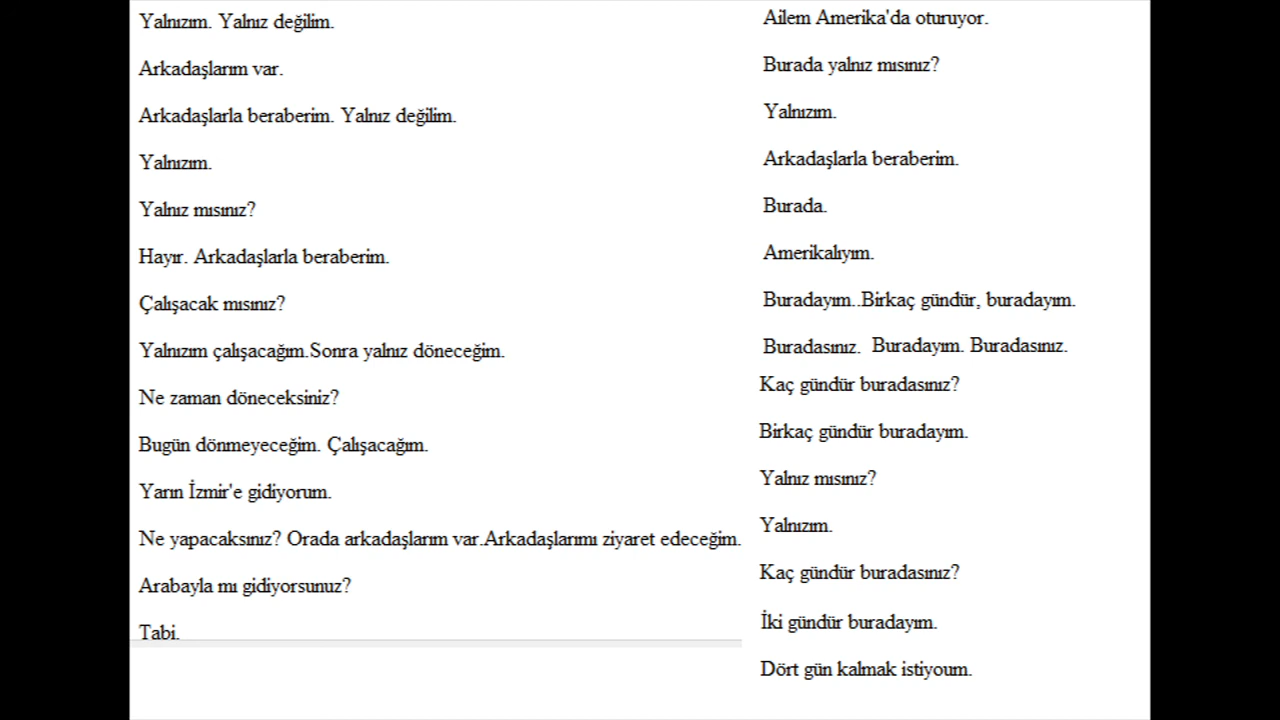 Yalnızım. Yalnız değilim.
Arkadaşlarım var.
Arkadaşlarla beraberim. Yalnız değilim.
Yalnızım.
Yalnız mısınız?
Hayır. Arkadaşlarla beraberim.
Çalışacak mısınız?
Yalnızım çalışacağım.Sonra yalnız döneceğim.
Ne zaman döneceksiniz?
Bugün dönmeyeceğim. Çalışacağım.
Yarın İzmir'e gidiyorum.
Ne yapacaksınız? Orada arkadaşlarım var.Arkadaşlarımı ziyaret edeceğim.
Arabayla mı gidiyorsunuz?
Tabi.
Ailem Amerika'da oturuyor.
Burada yalnız mısınız?
Yalnızım.
Arkadaşlarla beraberim.
Burada.
Amerikalıyım.
Buradayım..Birkaç gündür, buradayım.
Buradasınız. Buradayım. Buradasınız.
Kaç gündür buradasınız?
Birkaç gündür buradayım.
Yalnız mısınız?
Yalnızım.
Kaç gündür buradasınız?
İki gündür buradayım.
Dört gün kalmak istiyoum.